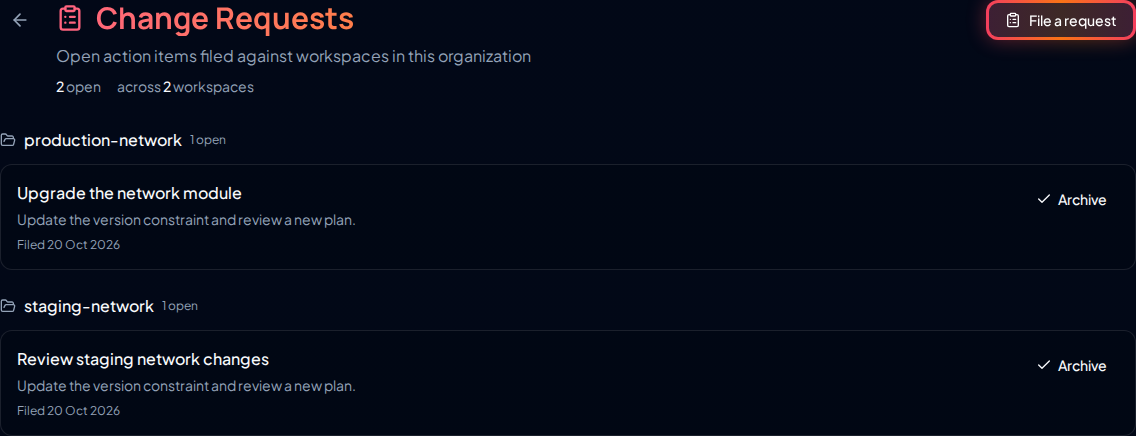 Change Requests
File a request
Open action items filed against workspaces in this organization
2 open across 2 workspaces
production-network 1 open
Upgrade the network module
Archive
Update the version constraint and review a new plan.
Filed 20 Oct 2026
staging-network 1 open
Review staging network changes
Archive
Update the version constraint and review a new plan.
Filed 20 Oct 2026